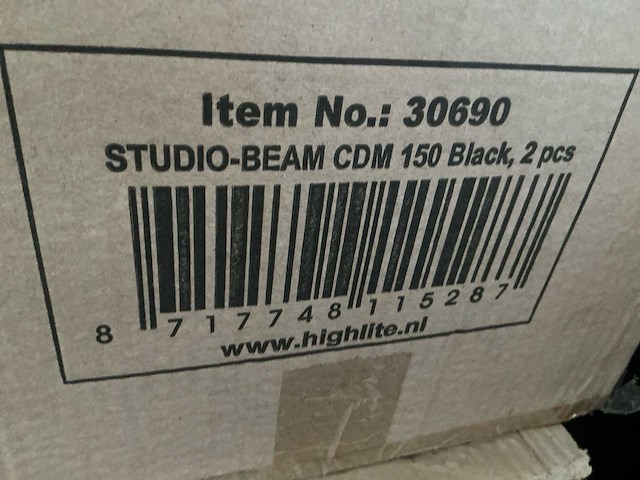 Item No.: 30690
STUDIO-BEAM CDM 150 Black, 2 pcs
8 717748 115287
www.highlite.nl